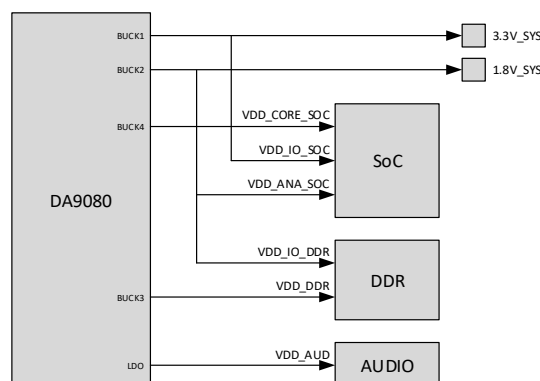 BUCK1
3.3V_SYS
BUCK2
1.8V_SYS
VDD_CORE_SOC
BUCK4
VDD_IO_SOC
SoC
VDD_ANA_SOC
DA9080
VDD_IO_DDR
DDR
VDD_DDR
BUCK3
VDD_AUD
LDO
AUDIO